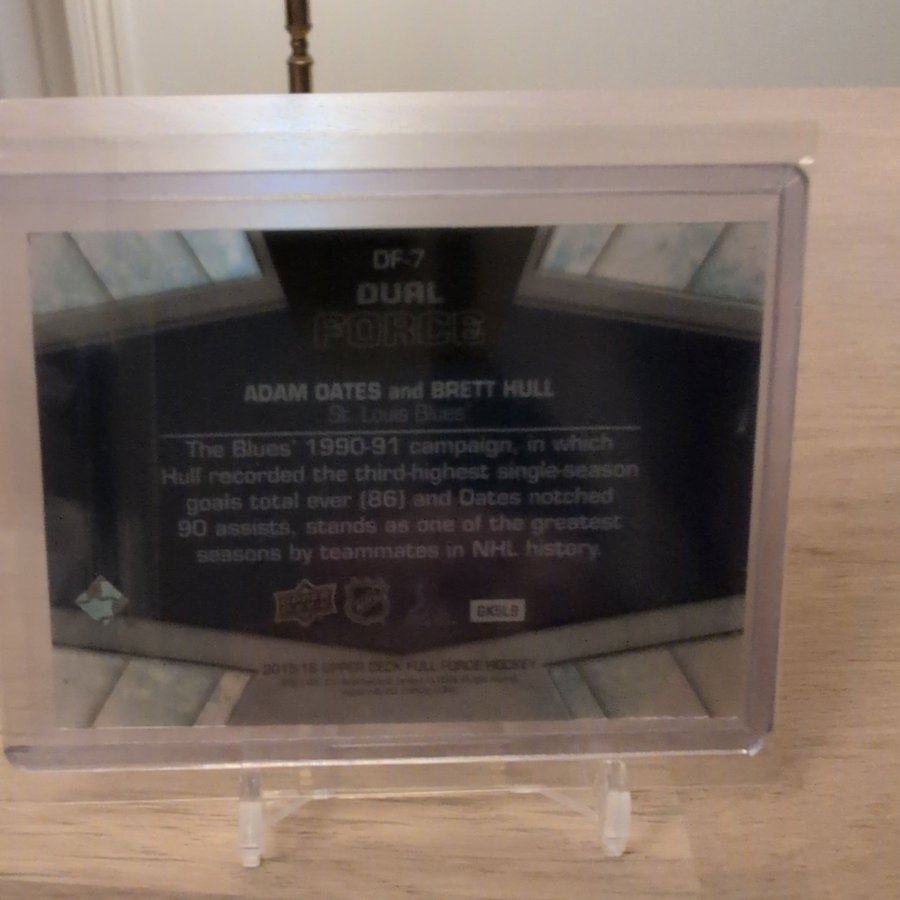 DF-7
DUAL
FORCE
ADAM OATES and BRETT HULL
St. Louis Blues
The Blues' 1990-91 campaign, in which
Hull recorded the third-highest single-season
goals total ever (86) and Oates notched
90 assists, stands as one of the greatest
seasons by teammates in NHL history.
2015-16 UPPER DECK FULL FORCE HOCKEY